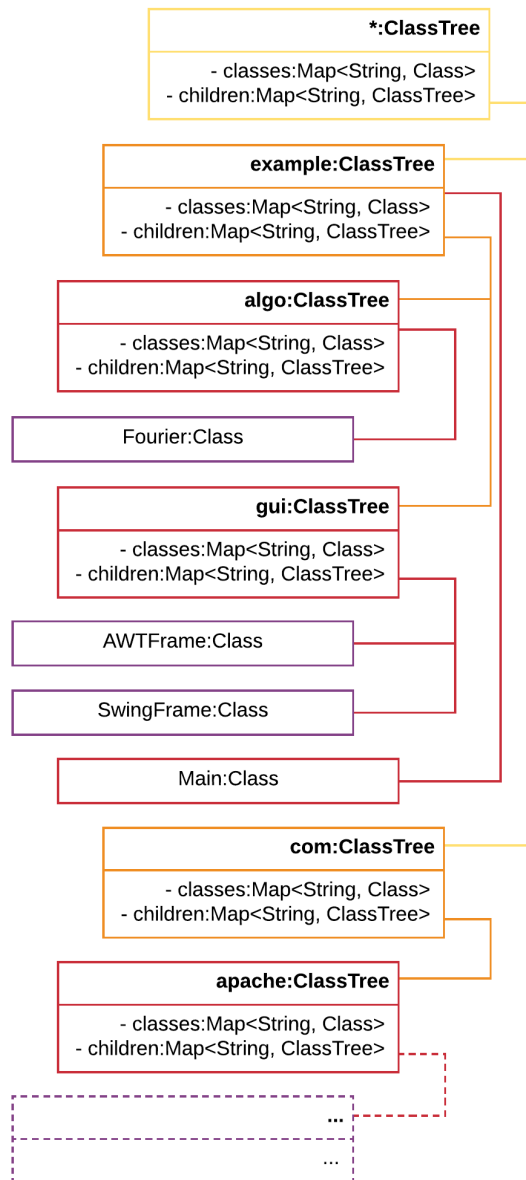 *:ClassTree
- classes:Map<String, Class>
- children:Map<String, ClassTree>
example:ClassTree
- classes:Map<String, Class>
- children:Map<String, ClassTree>
algo:ClassTree
- classes:Map<String, Class>
- children:Map<String, ClassTree>
Fourier:Class
gui:ClassTree
- classes:Map<String, Class>
- children:Map<String, ClassTree>
AWTFrame:Class
SwingFrame:Class
Main:Class
com:ClassTree
- classes:Map<String, Class>
- children:Map<String, ClassTree>
apache:ClassTree
- classes:Map<String, Class>
- children:Map<String, ClassTree>
...
...